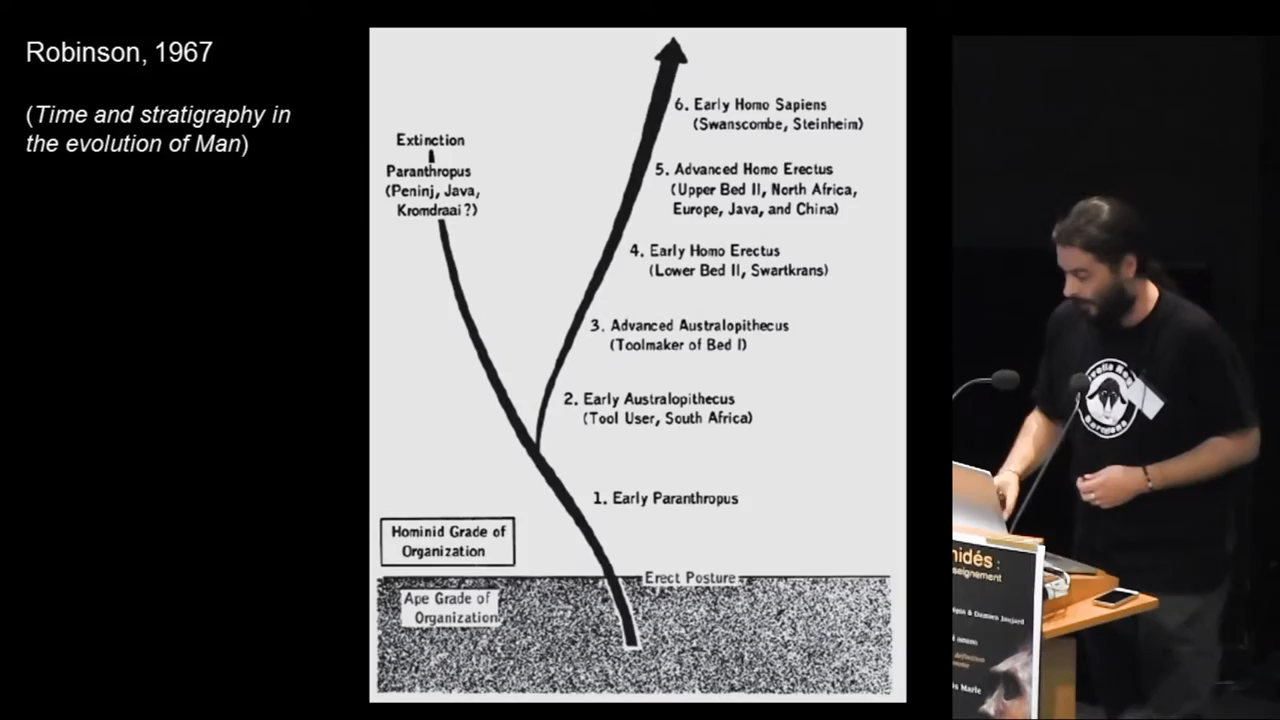 Robinson, 1967
(Time and stratigraphy in
the evolution of Man)
6. Early Homo Sapiens
(Swanscombe, Steinheim)
Extinction
Paranthropus
(Peninj, Java,
Kromdraai?)
5. Advanced Homo Erectus
(Upper Bed II, North Africa,
Europe, Java, and China)
4. Early Homo Erectus
(Lower Bed II, Swartkrans)
3. Advanced Australopithecus
(Toolmaker of Bed I)
2. Early Australopithecus
(Tool User, South Africa)
1. Early Paranthropus
Hominid Grade of
Organization
Erect Posture
Ape Grade of
Organization
nidés :
seignement
& Damien Joujard
Marie